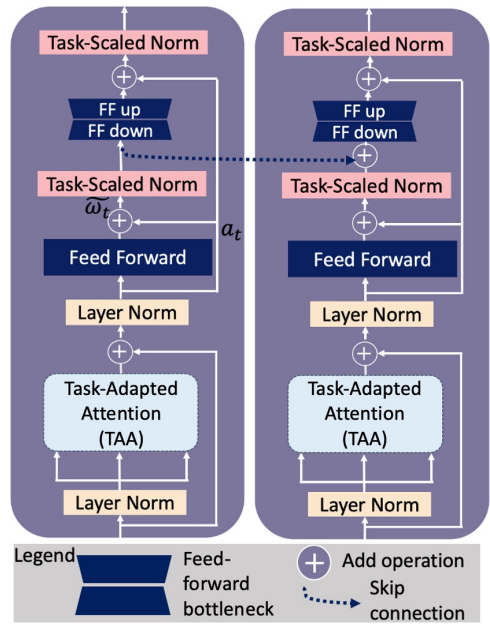 Task-Scaled Norm
FF up
FF down
Task-Scaled Norm
ω̃t
at
Feed Forward
Layer Norm
Task-Adapted
Attention
(TAA)
Layer Norm
Task-Scaled Norm
FF up
FF down
Task-Scaled Norm
Feed Forward
Layer Norm
Task-Adapted
Attention
(TAA)
Layer Norm
Legend
Feed-
forward
bottleneck
Add operation
Skip
connection